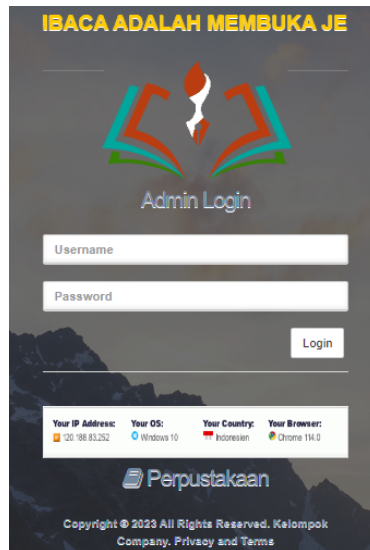 IBACA ADALAH MEMBUKA JE
Admin Login
Username
Password
Login
Your IP Address: Your OS: Your Country: Your Browser:
120.188.83.252 Windows 10 Indonesien Chrome 114.0
Perpustakaan
Copyright © 2023 All Rights Reserved. Kelompok
Company. Privacy and Terms